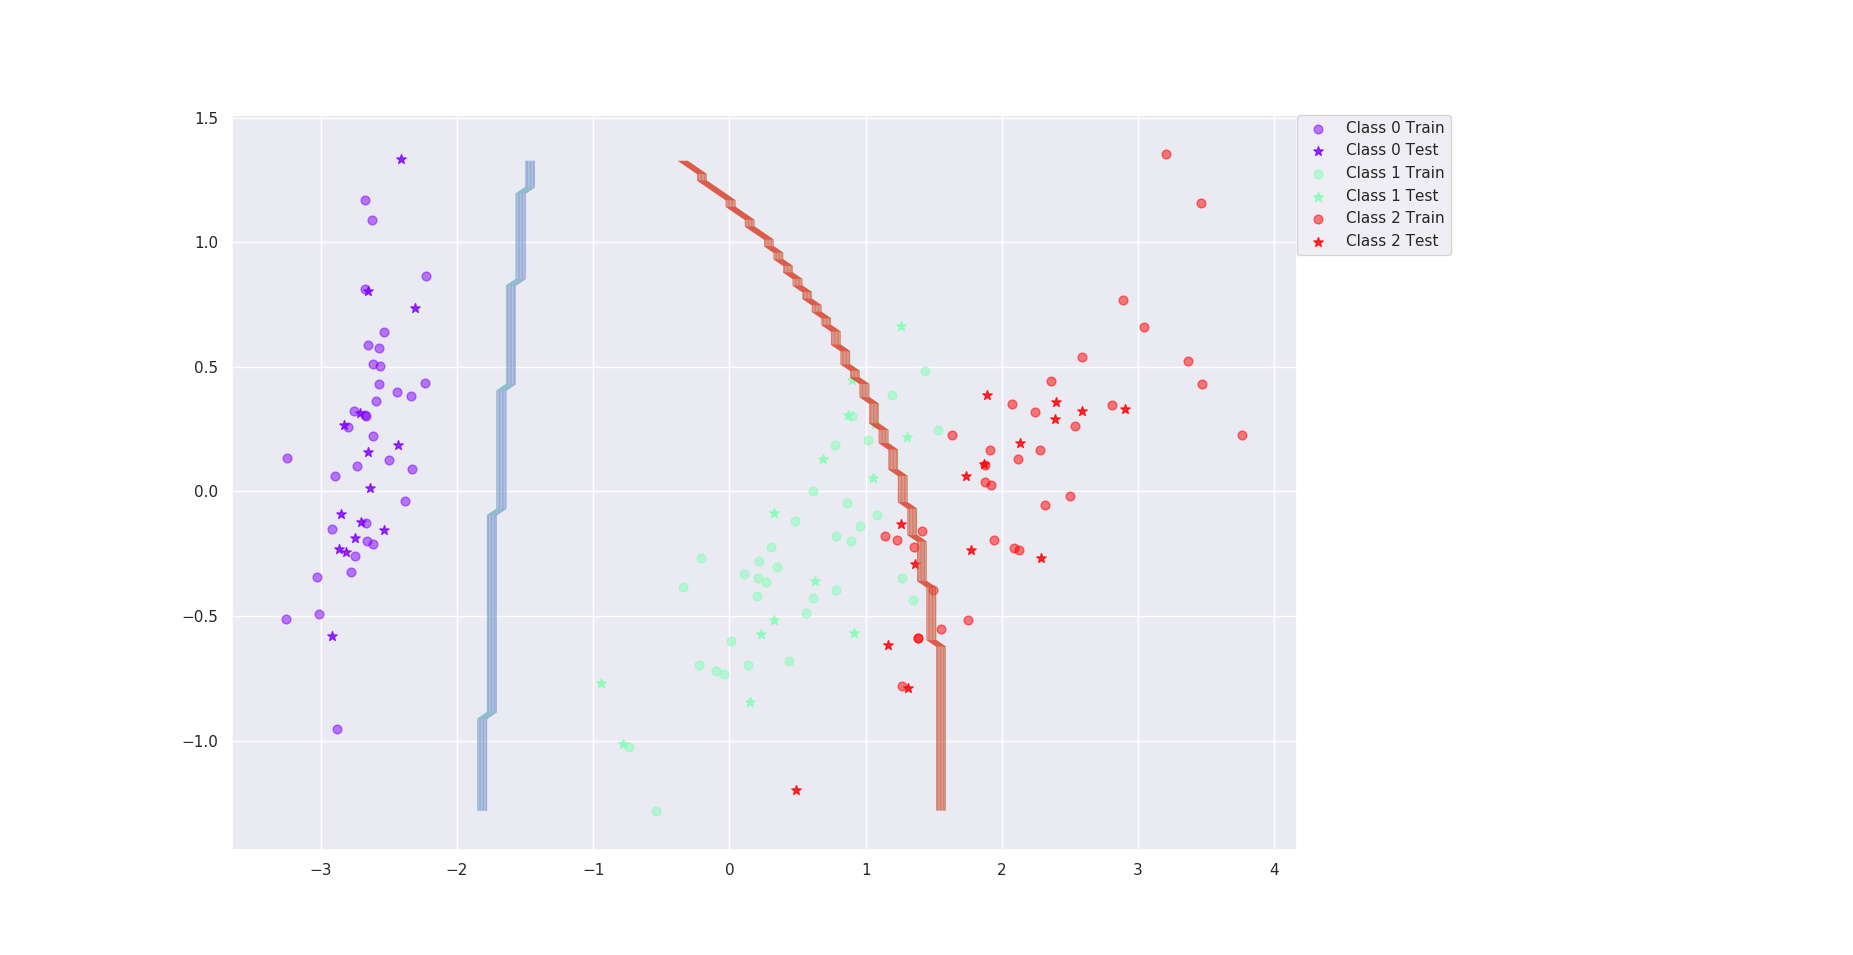 1.5
1.0
0.5
0.0
−0.5
−1.0
−3
−2
−1
0
1
2
3
4
Class 0 Train
Class 0 Test
Class 1 Train
Class 1 Test
Class 2 Train
Class 2 Test